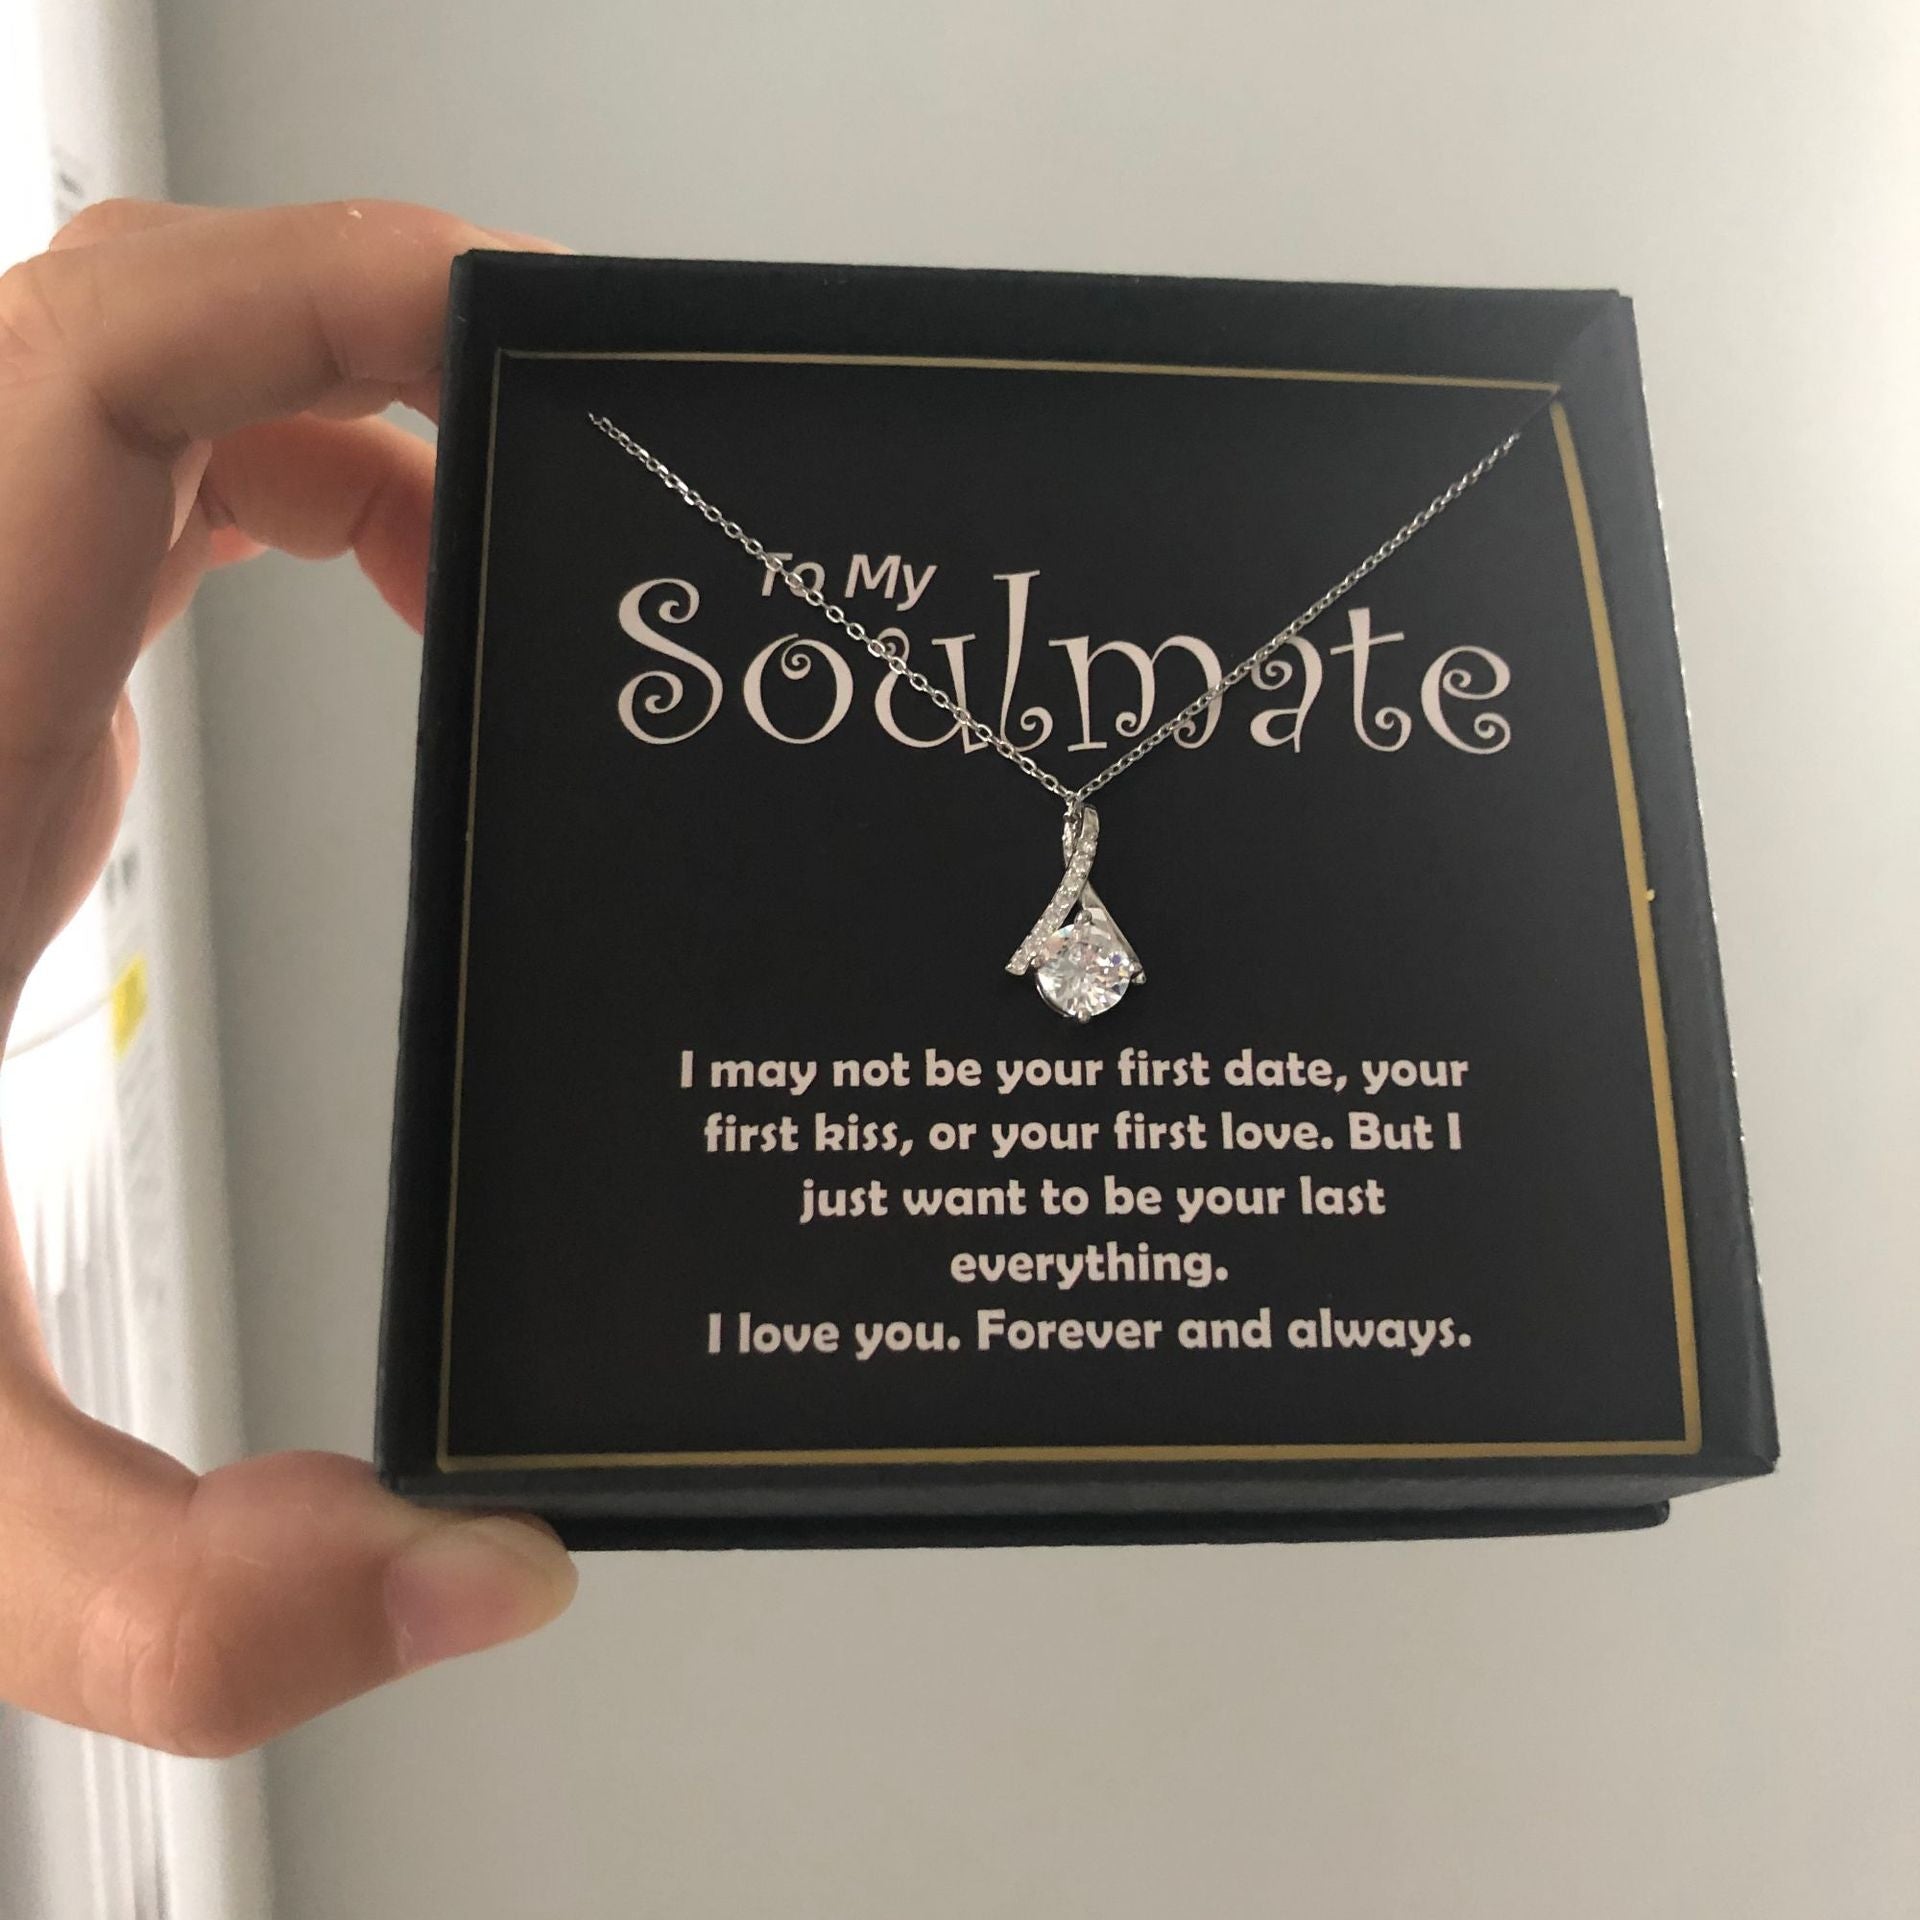 To My
Soulmate
I may not be your first date, your
first kiss, or your first love. But I
just want to be your last
everything.
I love you. Forever and always.